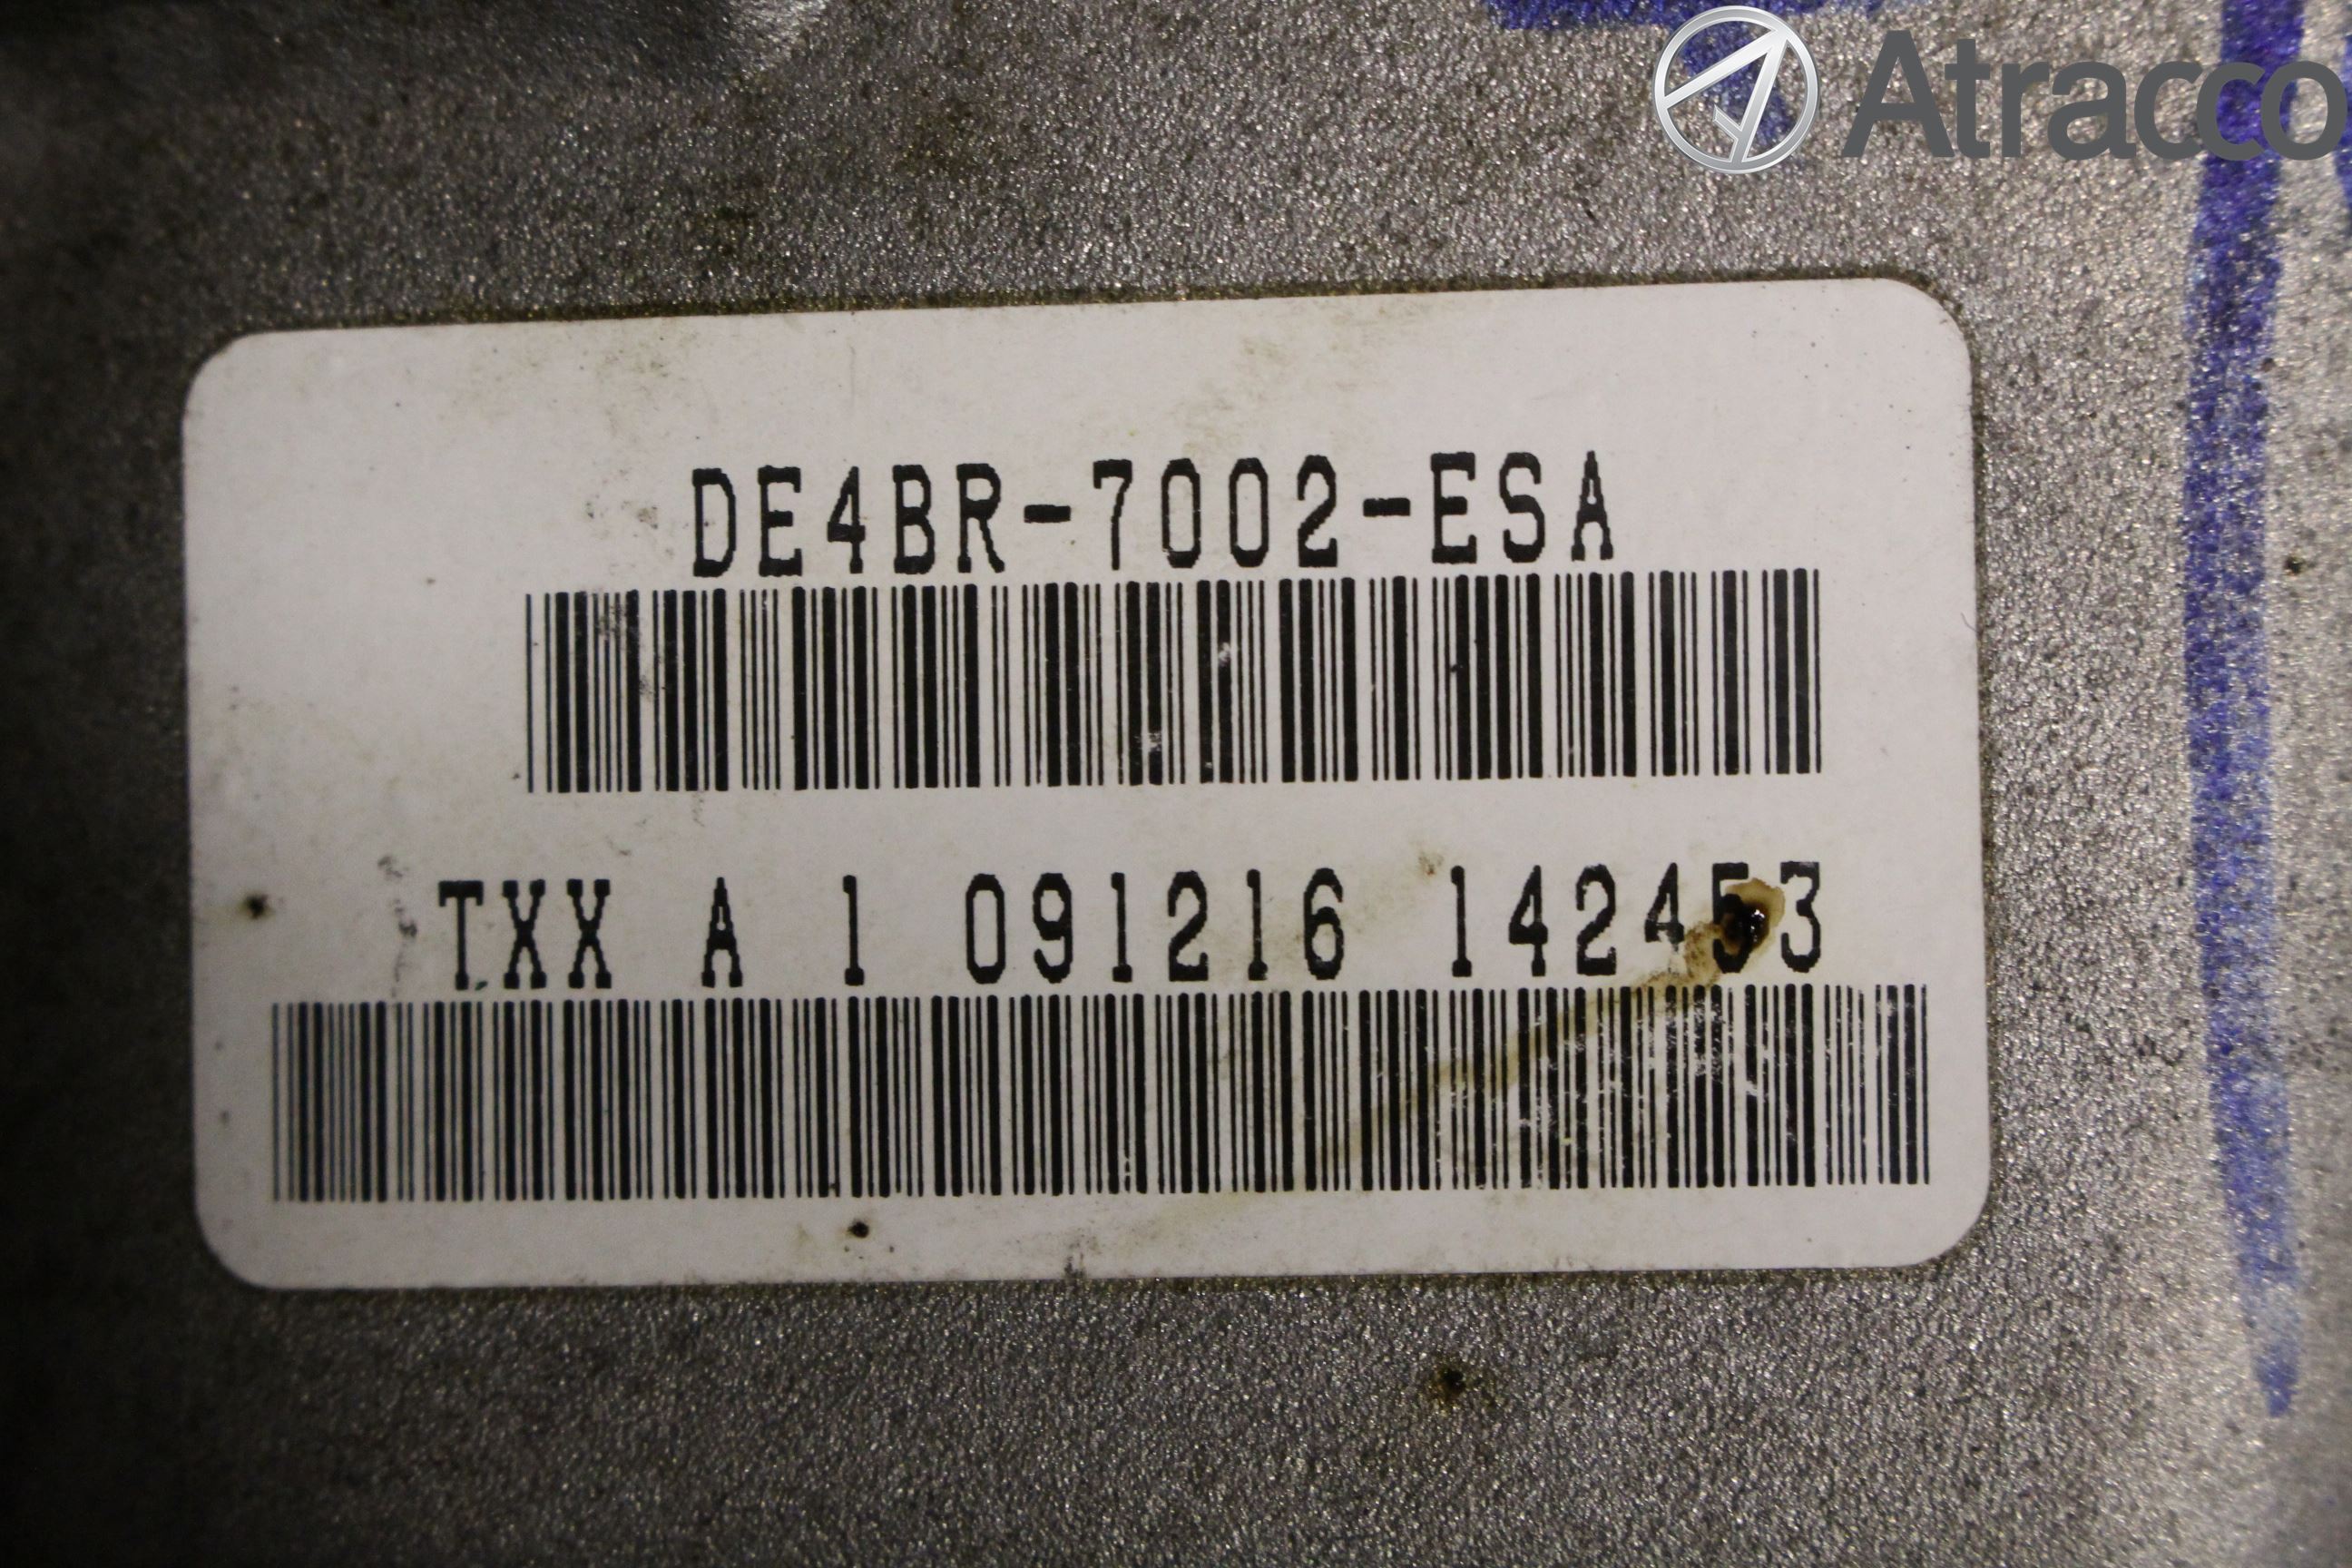 Atracco
DE4BR-7002-ESA
TXX A 1 091216 142453